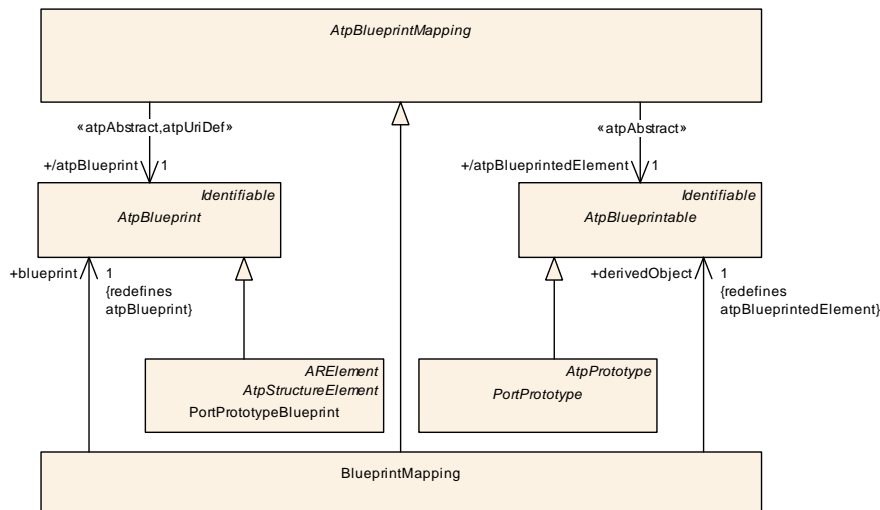 AtpBlueprintMapping
«atpAbstract,atpUriDef»
«atpAbstract»
+/atpBlueprint 1
+/atpBlueprintedElement 1
Identifiable
AtpBlueprint
Identifiable
AtpBlueprintable
+blueprint 1
{redefines
atpBlueprint}
+derivedObject 1
{redefines
atpBlueprintedElement}
ARElement
AtpStructureElement
PortPrototypeBlueprint
AtpPrototype
PortPrototype
BlueprintMapping